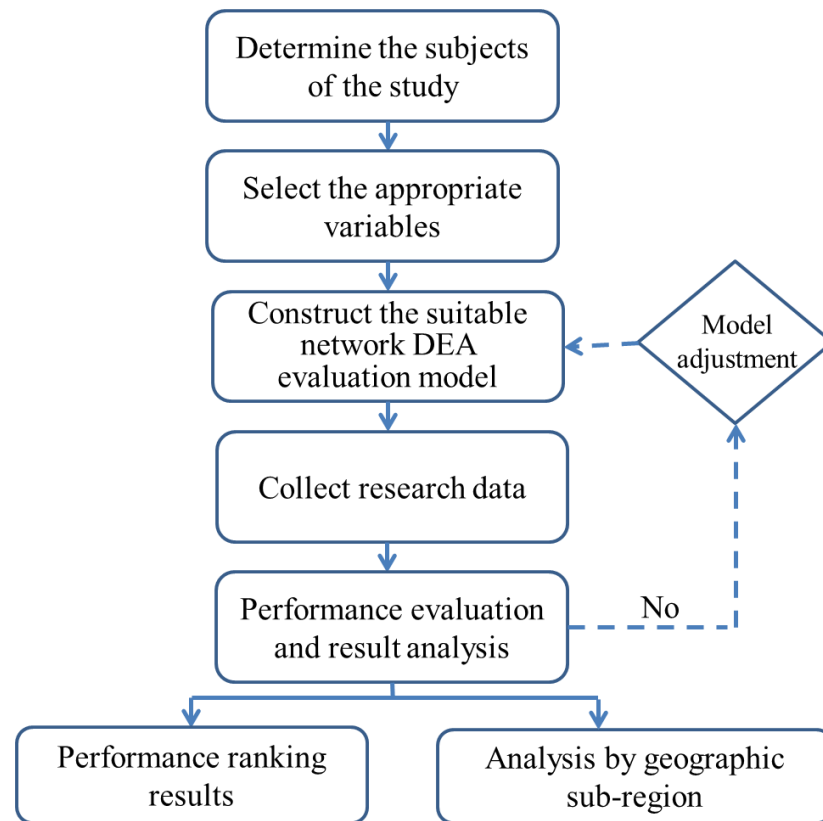 Determine the subjects
of the study
Select the appropriate
variables
Construct the suitable
network DEA
evaluation model
Model
adjustment
Collect research data
Performance evaluation
and result analysis
No
Performance ranking
results
Analysis by geographic
sub-region